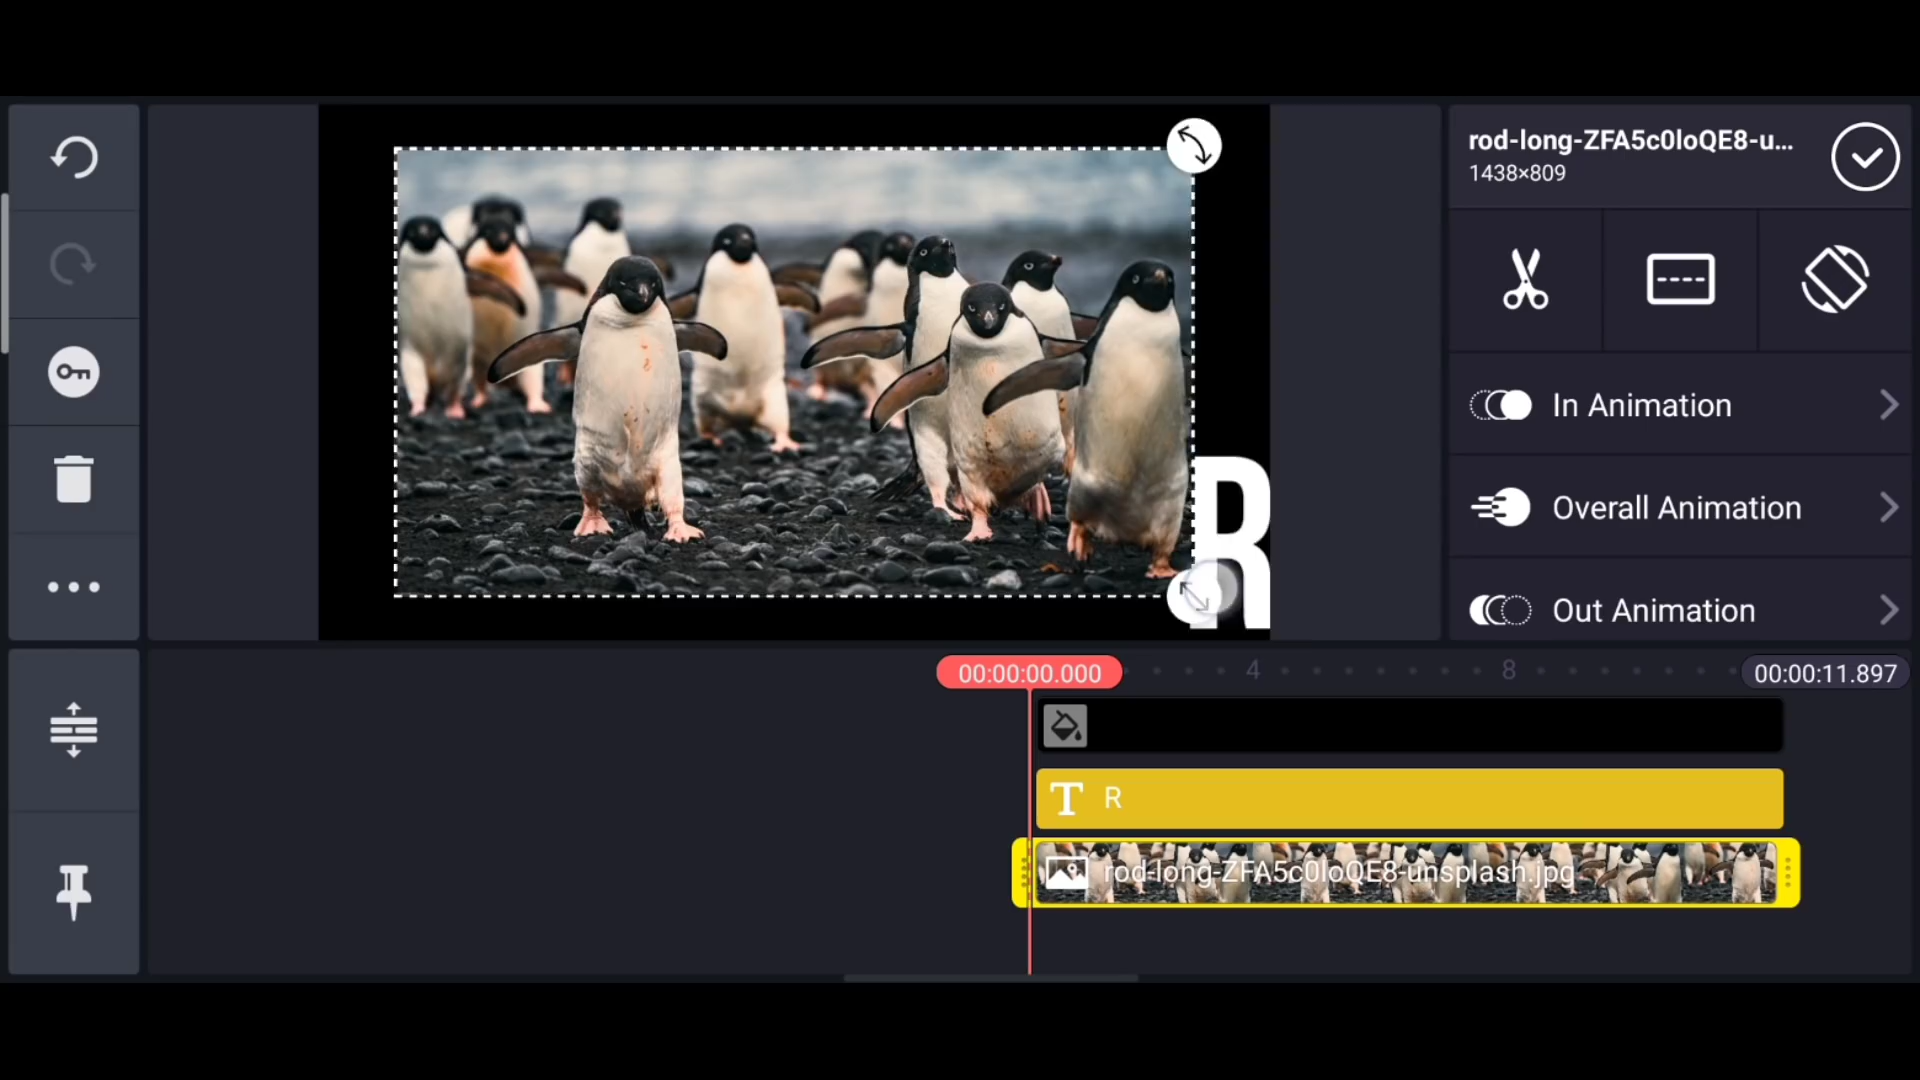 rod-long-ZFA5c0loQE8-u...
1438×809
In Animation
Overall Animation
Out Animation
R
00:00:00.000
4
8
00:00:11.897
T R
rod-long-ZFA5c0loQE8-unsplash.jpg